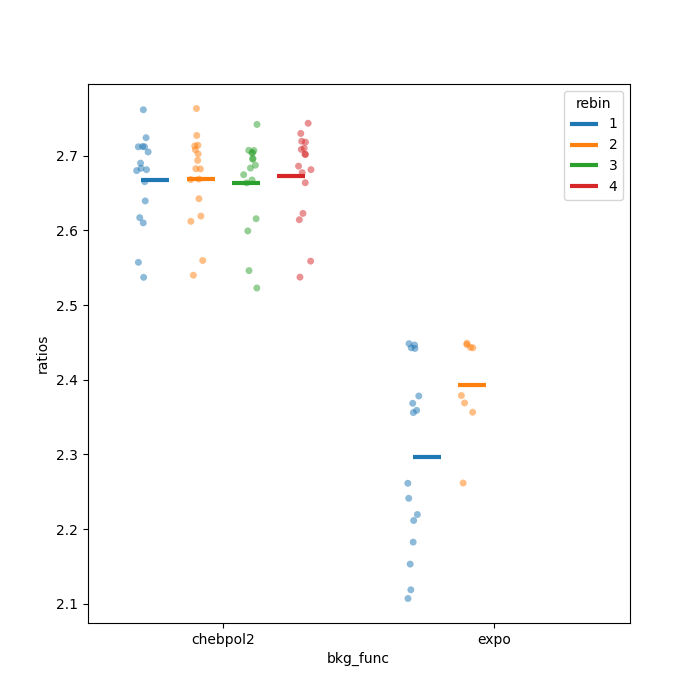 rebin
1
2
3
4
2.7
2.6
2.5
2.4
2.3
2.2
2.1
ratios
chebpol2 expo
bkg_func